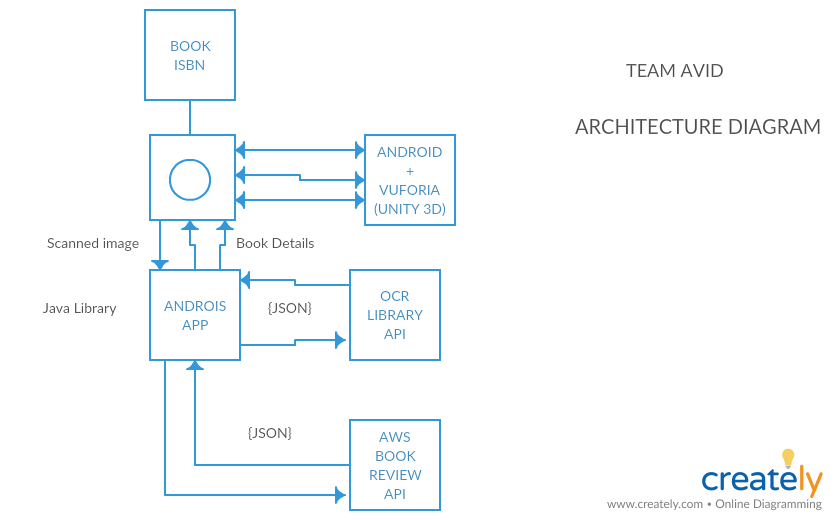 BOOK
ISBN
TEAM AVID
ARCHITECTURE DIAGRAM
ANDROID
+
VUFORIA
(UNITY 3D)
Scanned image
Book Details
Java Library
ANDROIS
APP
{JSON}
OCR
LIBRARY
API
{JSON}
AWS
BOOK
REVIEW
API
creately
www.creately.com • Online Diagramming